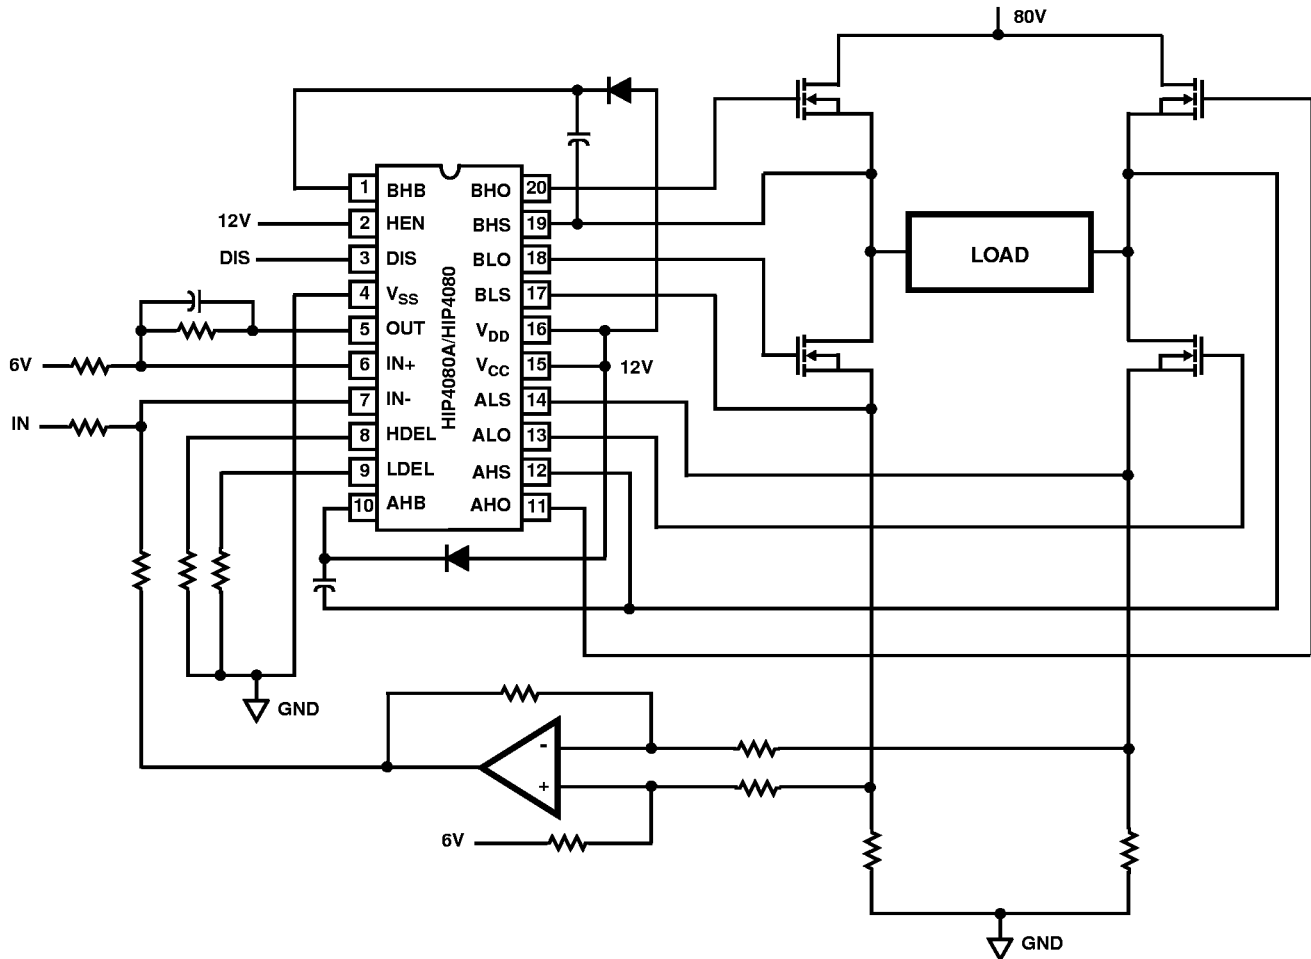 80V
1 BHB BHO 20
12V 2 HEN BHS 19
DIS 3 DIS BLO 18
4 VSS BLS 17
5 OUT VDD 16
6V 6 IN+ VCC 15 12V
IN 7 IN- ALS 14
8 HDEL ALO 13
9 LDEL AHS 12
10 AHB AHO 11
HIP4080A/HIP4080
LOAD
GND
-
+
6V
GND